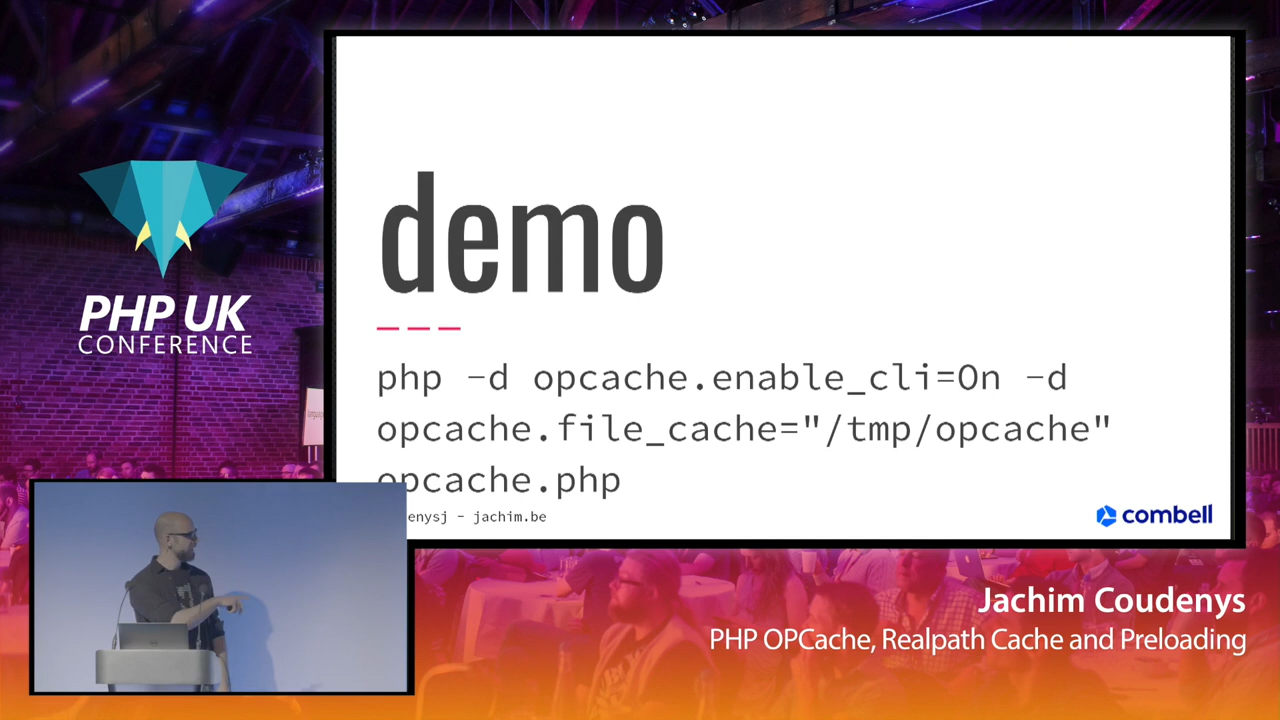 demo
php -d opcache.enable_cli=On -d
opcache.file_cache="/tmp/opcache"
opcache.php
enysj - jachim.be
combell
PHP UK
CONFERENCE
Jachim Coudenys
PHP OPCache, Realpath Cache and Preloading